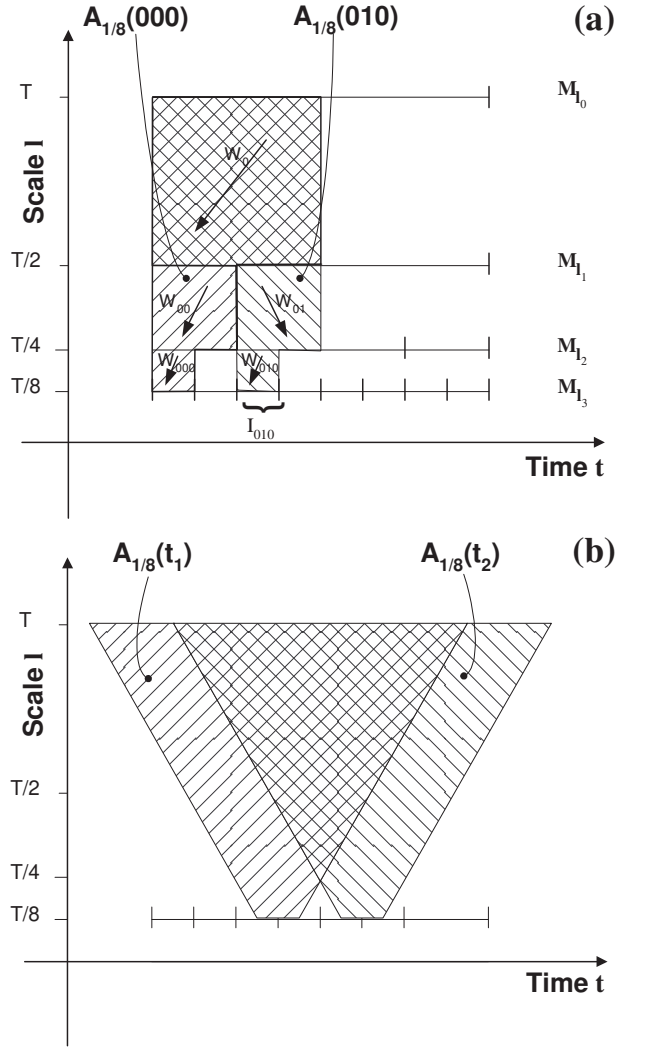 A1/8(000) A1/8(010) (a)
T Ml0
W0
Scale l
T/2 Ml1
W00 W01
T/4 Ml2
W000 W010
T/8 Ml3
I010
Time t
(b)
A1/8(t1) A1/8(t2)
T
Scale l
T/2
T/4
T/8
Time t